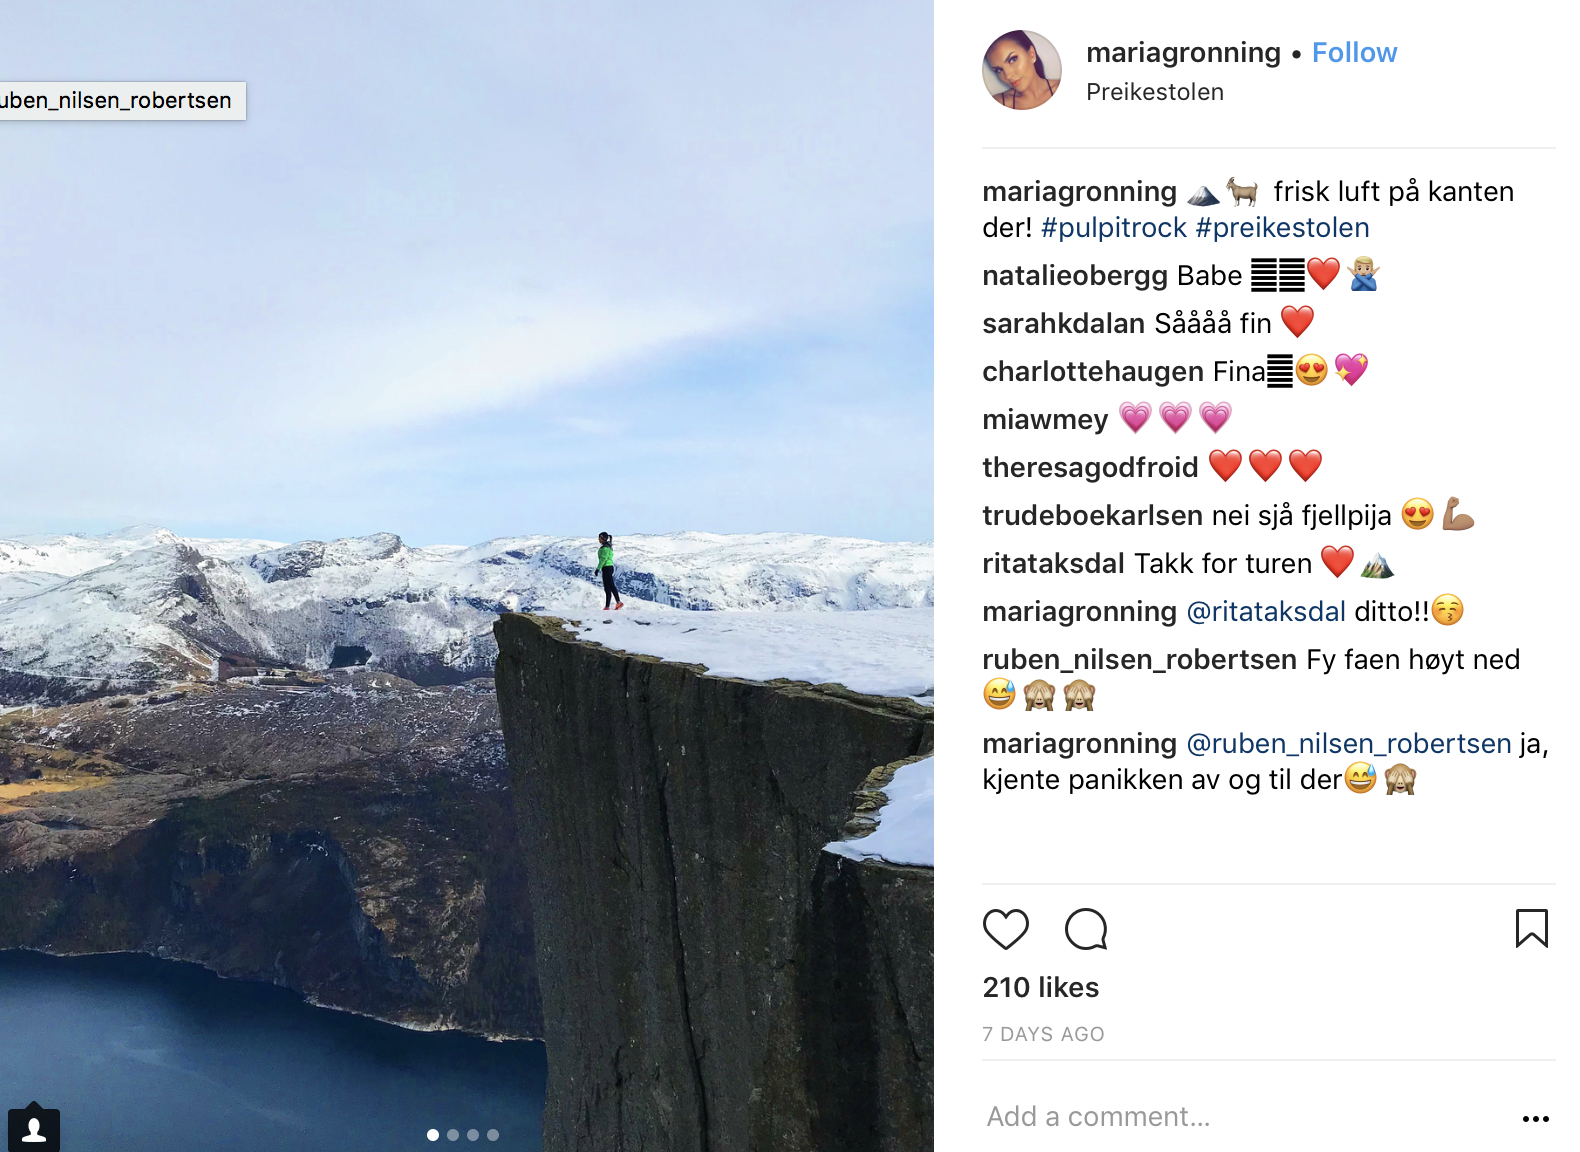 uben_nilsen_robertsen
mariagronning • Follow
Preikestolen
mariagronning 🏔️🐐 frisk luft på kanten
der! #pulpitrock #preikestolen
natalieobergg Babe ❤️🙅🏼‍♂️
sarahkdalan Såååå fin ❤️
charlottehaugen Fina😍💖
miawmey 💗💗💗
theresagodfroid ❤️❤️❤️
trudeboekarlsen nei sjå fjellpija 😍💪🏽
ritataksdal Takk for turen ❤️🏔️
mariagronning @ritataksdal ditto!!😚
ruben_nilsen_robertsen Fy faen høyt ned
😅🙈🙈
mariagronning @ruben_nilsen_robertsen ja,
kjente panikken av og til der😅🙈
210 likes
7 DAYS AGO
Add a comment...